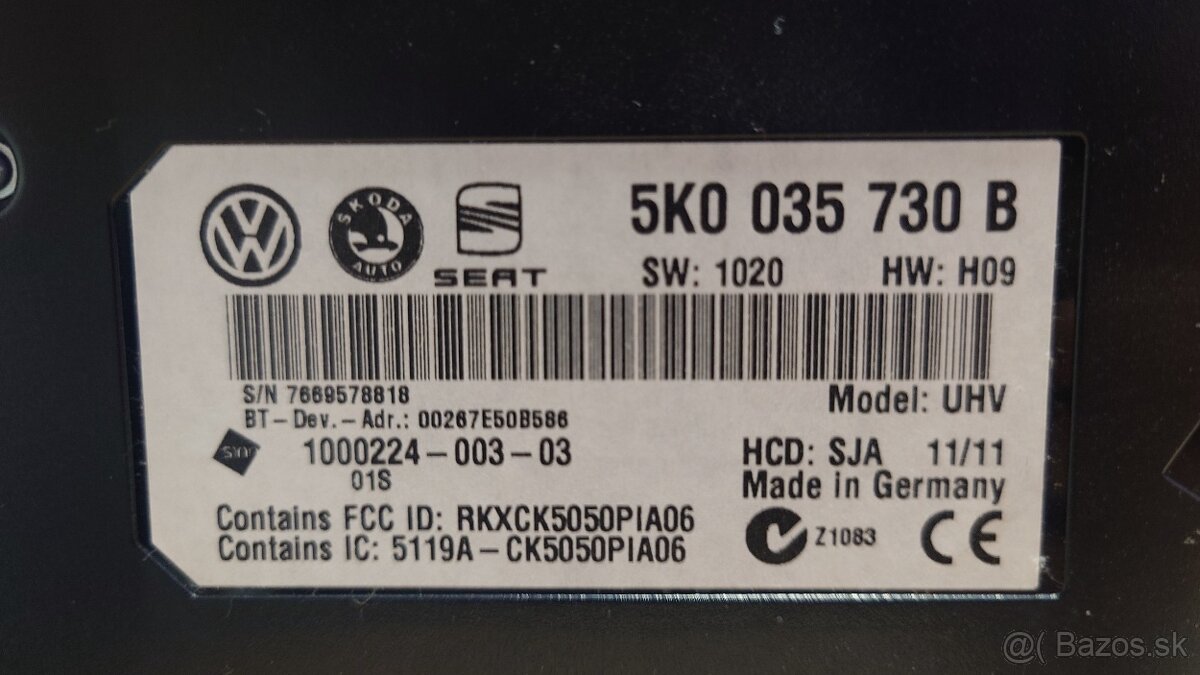 ŠKODA
AUTO
SEAT
5K0 035 730 B
SW: 1020 HW: H09
S/N 7669578818
BT-Dev.-Adr.: 00267E50B586
Model: UHV
1000224-003-03
01S
HCD: SJA 11/11
Made in Germany
Contains FCC ID: RKXCK5050PIA06
Contains IC: 5119A-CK5050PIA06
Z1083
CE
@( Bazos.sk